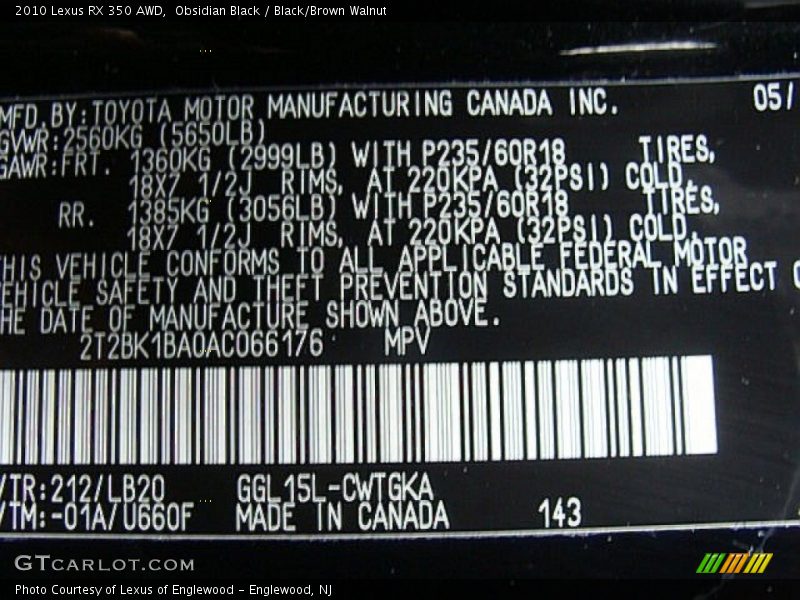 2010 Lexus RX 350 AWD,  Obsidian Black / Black/Brown Walnut
MFD. BY: TOYOTA MOTOR MANUFACTURING CANADA INC. 05/
GVWR: 2560KG (5650LB)
GAWR: FRT. 1360KG (2999LB) WITH P235/60R18 TIRES,
18X7 1/2J RIMS, AT 220KPA (32PSI) COLD.
RR. 1385KG (3056LB) WITH P235/60R18 TIRES,
18X7 1/2J RIMS, AT 220KPA (32PSI) COLD.
THIS VEHICLE CONFORMS TO ALL APPLICABLE FEDERAL MOTOR
VEHICLE SAFETY AND THEFT PREVENTION STANDARDS IN EFFECT O
THE DATE OF MANUFACTURE SHOWN ABOVE.
2T2BK1BA0AC066176 MPV
/TR: 212/LB20 GGL15L-CWTGKA
/TM: -01A/U660F MADE IN CANADA 143
GTCARLOT.COM
Photo Courtesy of Lexus of Englewood – Englewood, NJ